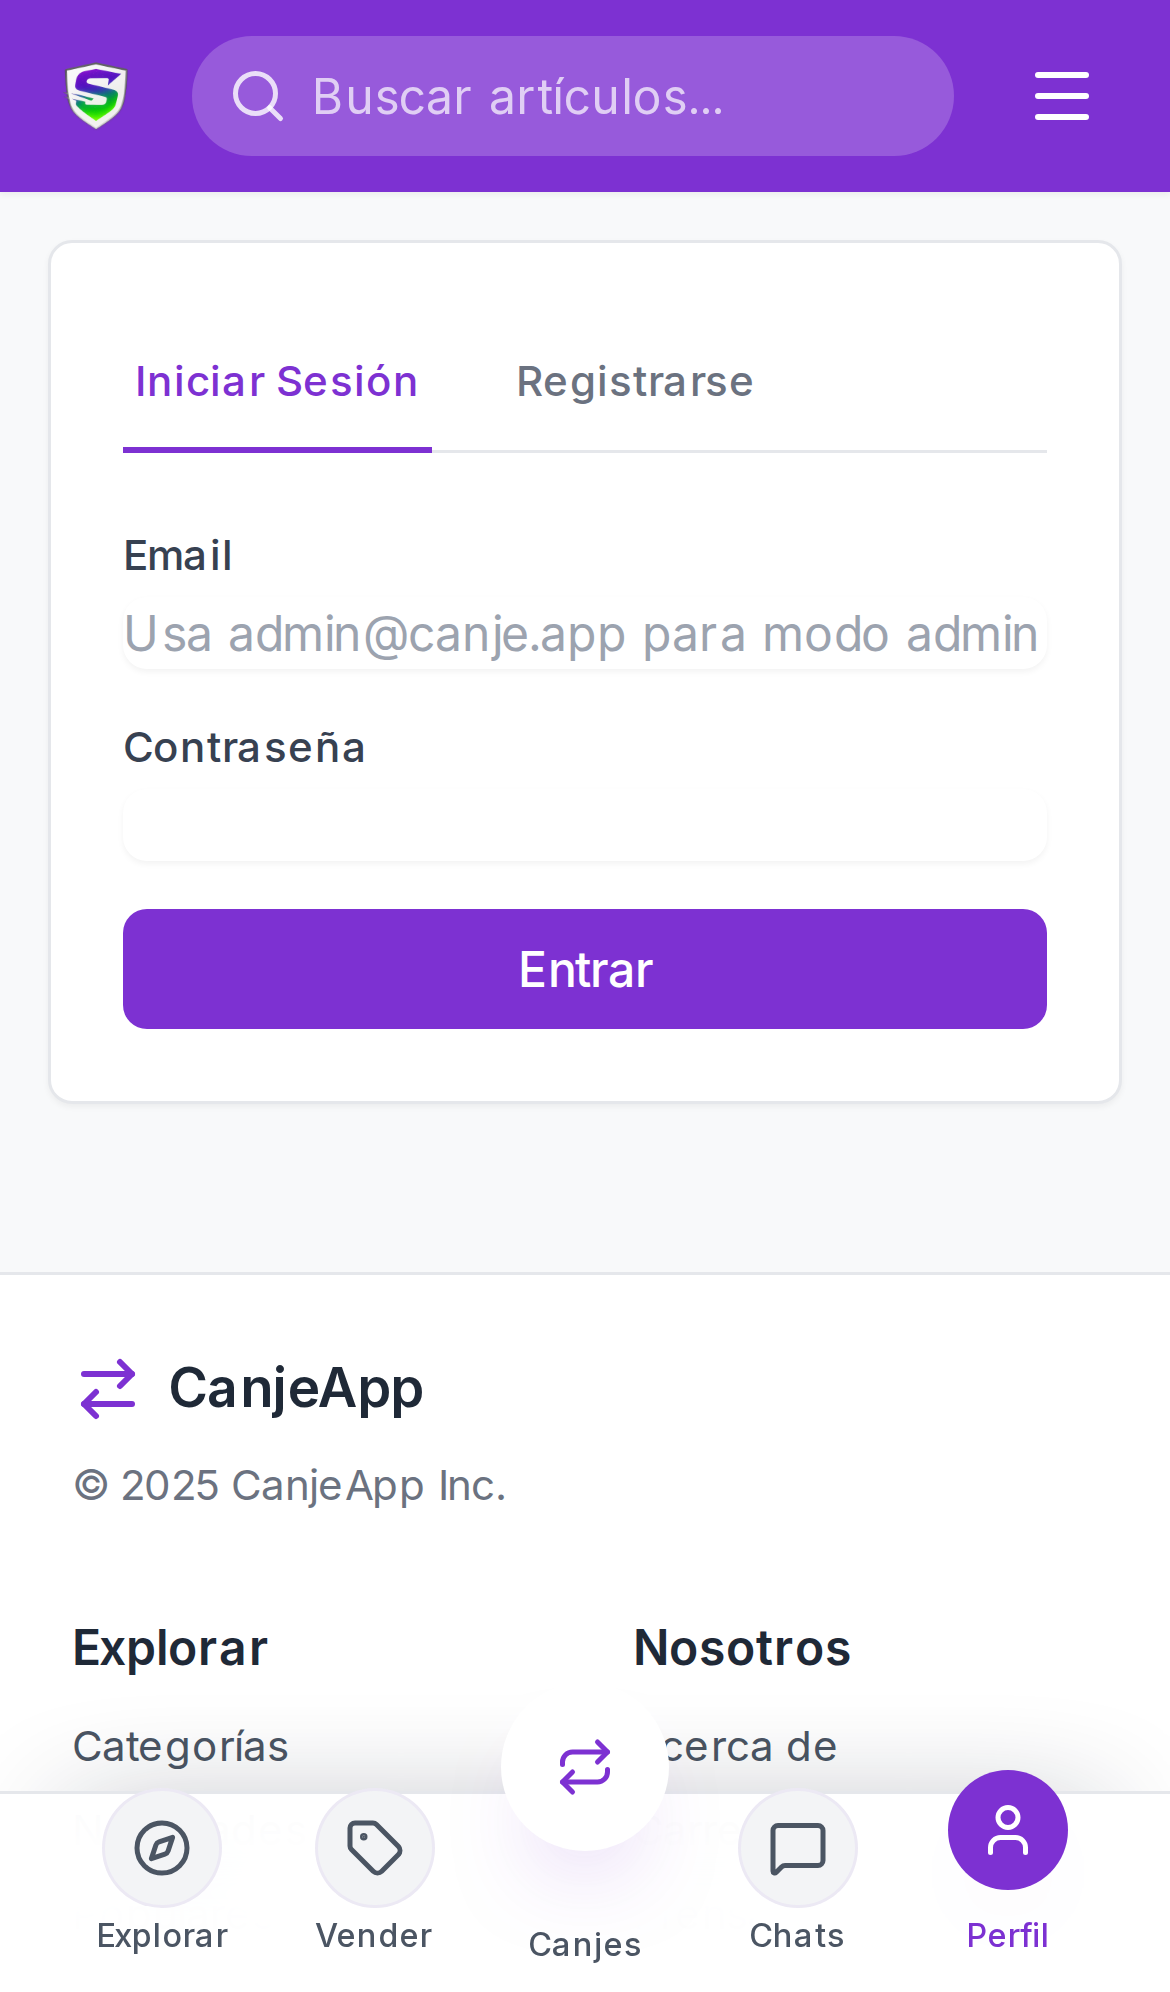 Buscar artículos...
Iniciar Sesión Registrarse
Email
Usa admin@canje.app para modo admin
Contraseña
Entrar
CanjeApp
© 2025 CanjeApp Inc.
Explorar Nosotros
Categorías cerca de
Explorar Vender Canjes Chats Perfil